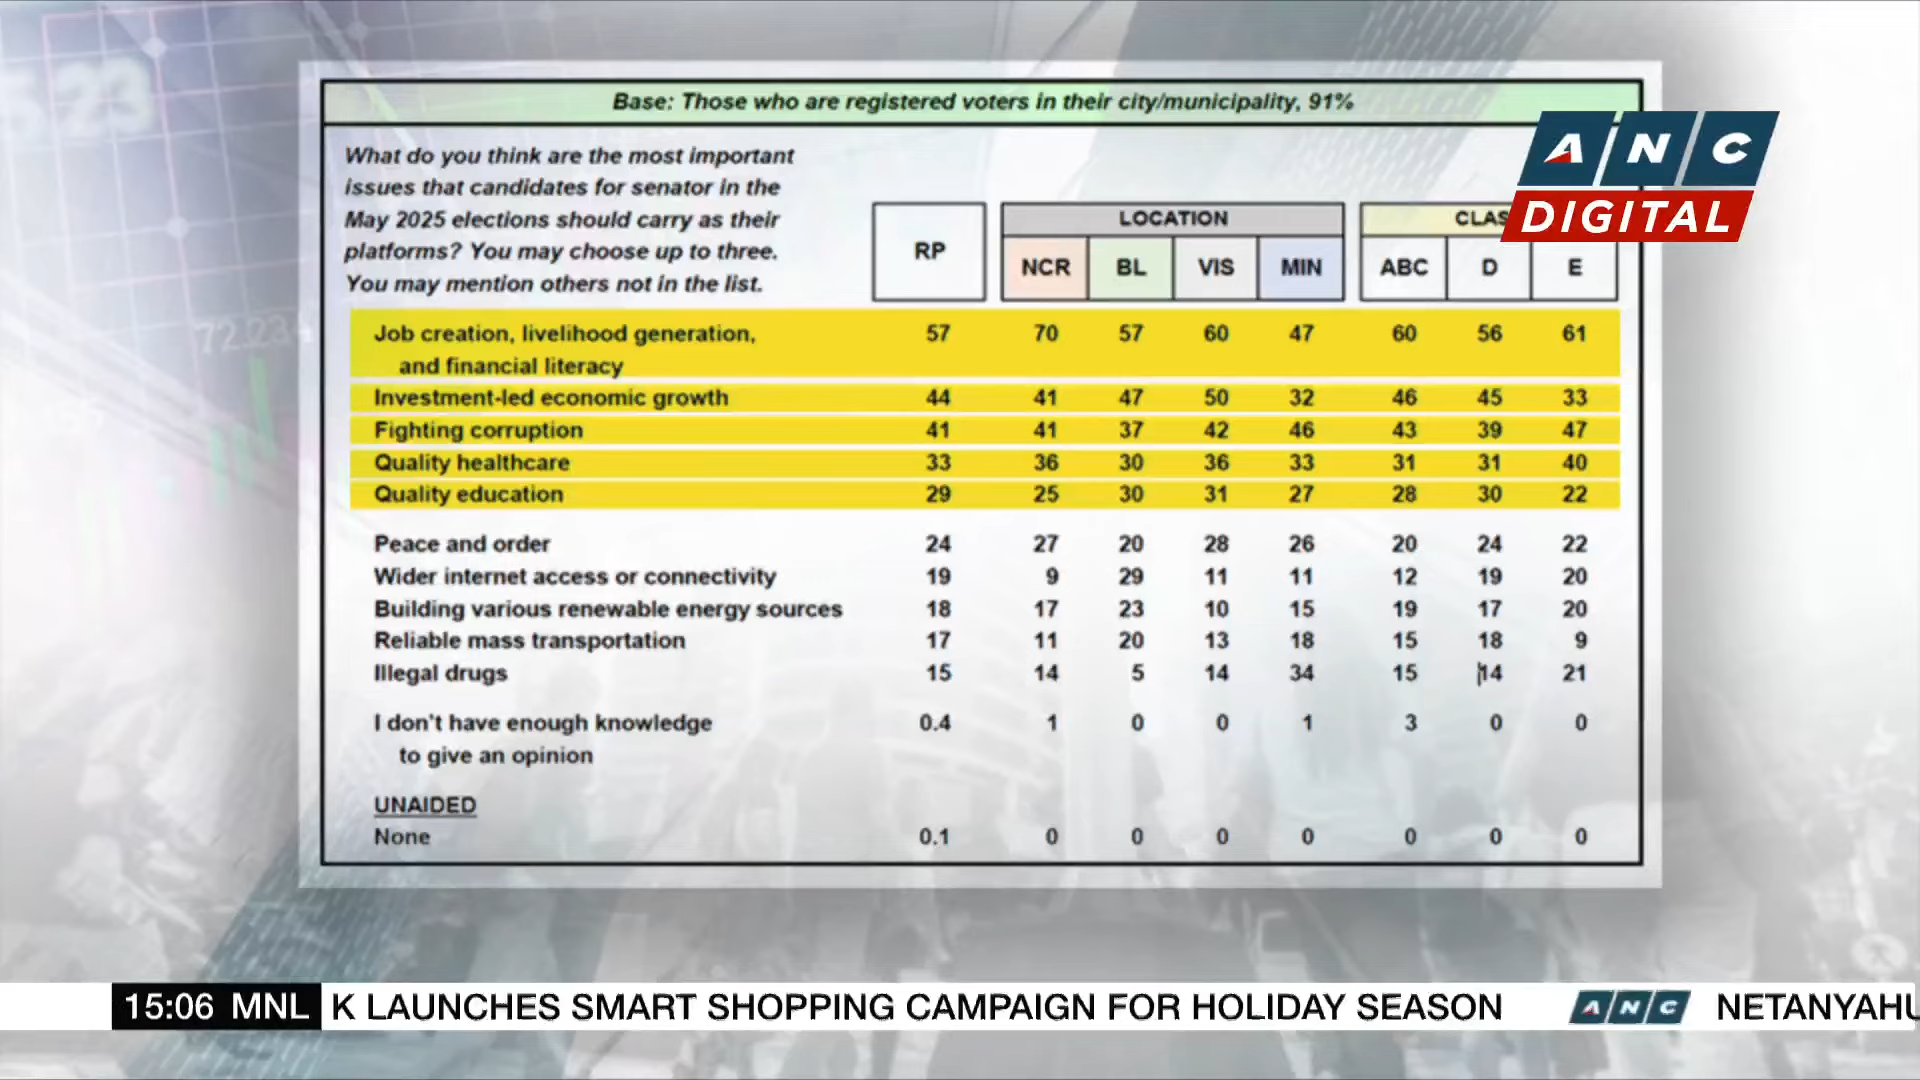 Base: Those who are registered voters in their city/municipality, 91%
What do you think are the most important
issues that candidates for senator in the
May 2025 elections should carry as their
platforms? You may choose up to three.
You may mention others not in the list.
RP
LOCATION
NCR BL VIS MIN
CLAS
ABC D E
ANC
DIGITAL
Job creation, livelihood generation, 57 70 57 60 47 60 56 61
and financial literacy
Investment-led economic growth 44 41 47 50 32 46 45 33
Fighting corruption 41 41 37 42 46 43 39 47
Quality healthcare 33 36 30 36 33 31 31 40
Quality education 29 25 30 31 27 28 30 22
Peace and order 24 27 20 28 26 20 24 22
Wider internet access or connectivity 19 9 29 11 11 12 19 20
Building various renewable energy sources 18 17 23 10 15 19 17 20
Reliable mass transportation 17 11 20 13 18 15 18 9
Illegal drugs 15 14 5 14 34 15 14 21
I don't have enough knowledge 0.4 1 0 0 1 3 0 0
to give an opinion
UNAIDED
None 0.1 0 0 0 0 0 0 0
15:06 MNL K LAUNCHES SMART SHOPPING CAMPAIGN FOR HOLIDAY SEASON ANC NETANYAHU
5.23
72.23